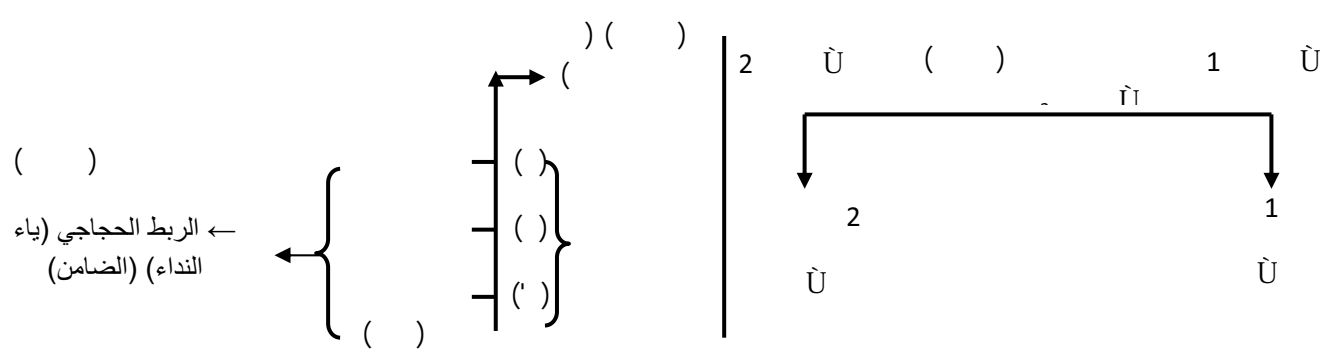 2 Ù ( ) 1 Ù
Ù
1
2
Ù
Ù
( ) (
(
( )
( )
(' )
( )
( )
← الربط الحجاجي (ياء
النداء) (الضامن)